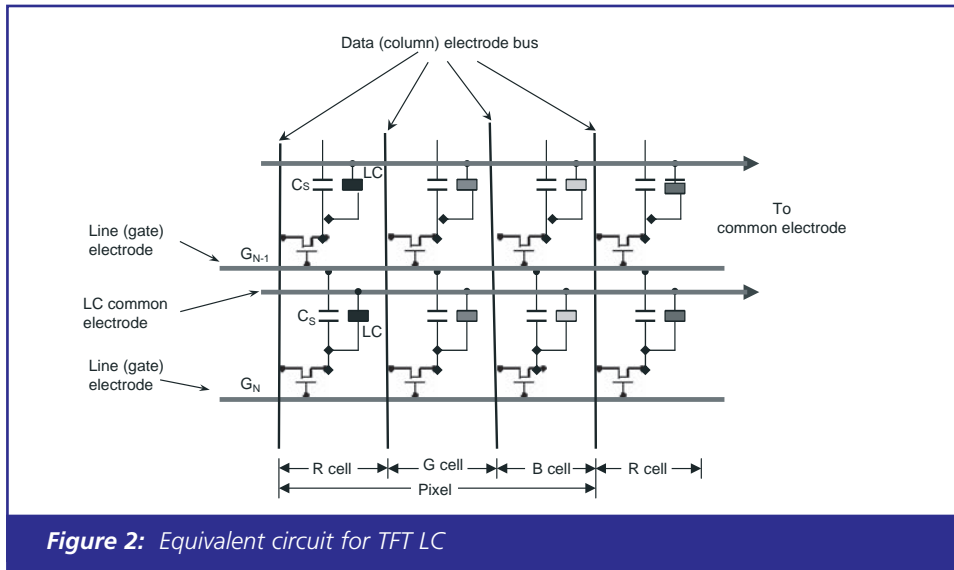 Data (column) electrode bus
LC
CS
To
common electrode
Line (gate)
electrode
GN-1
LC common
electrode
CS
LC
Line (gate)
electrode
GN
R cell
G cell
B cell
R cell
Pixel
Figure 2: Equivalent circuit for TFT LC